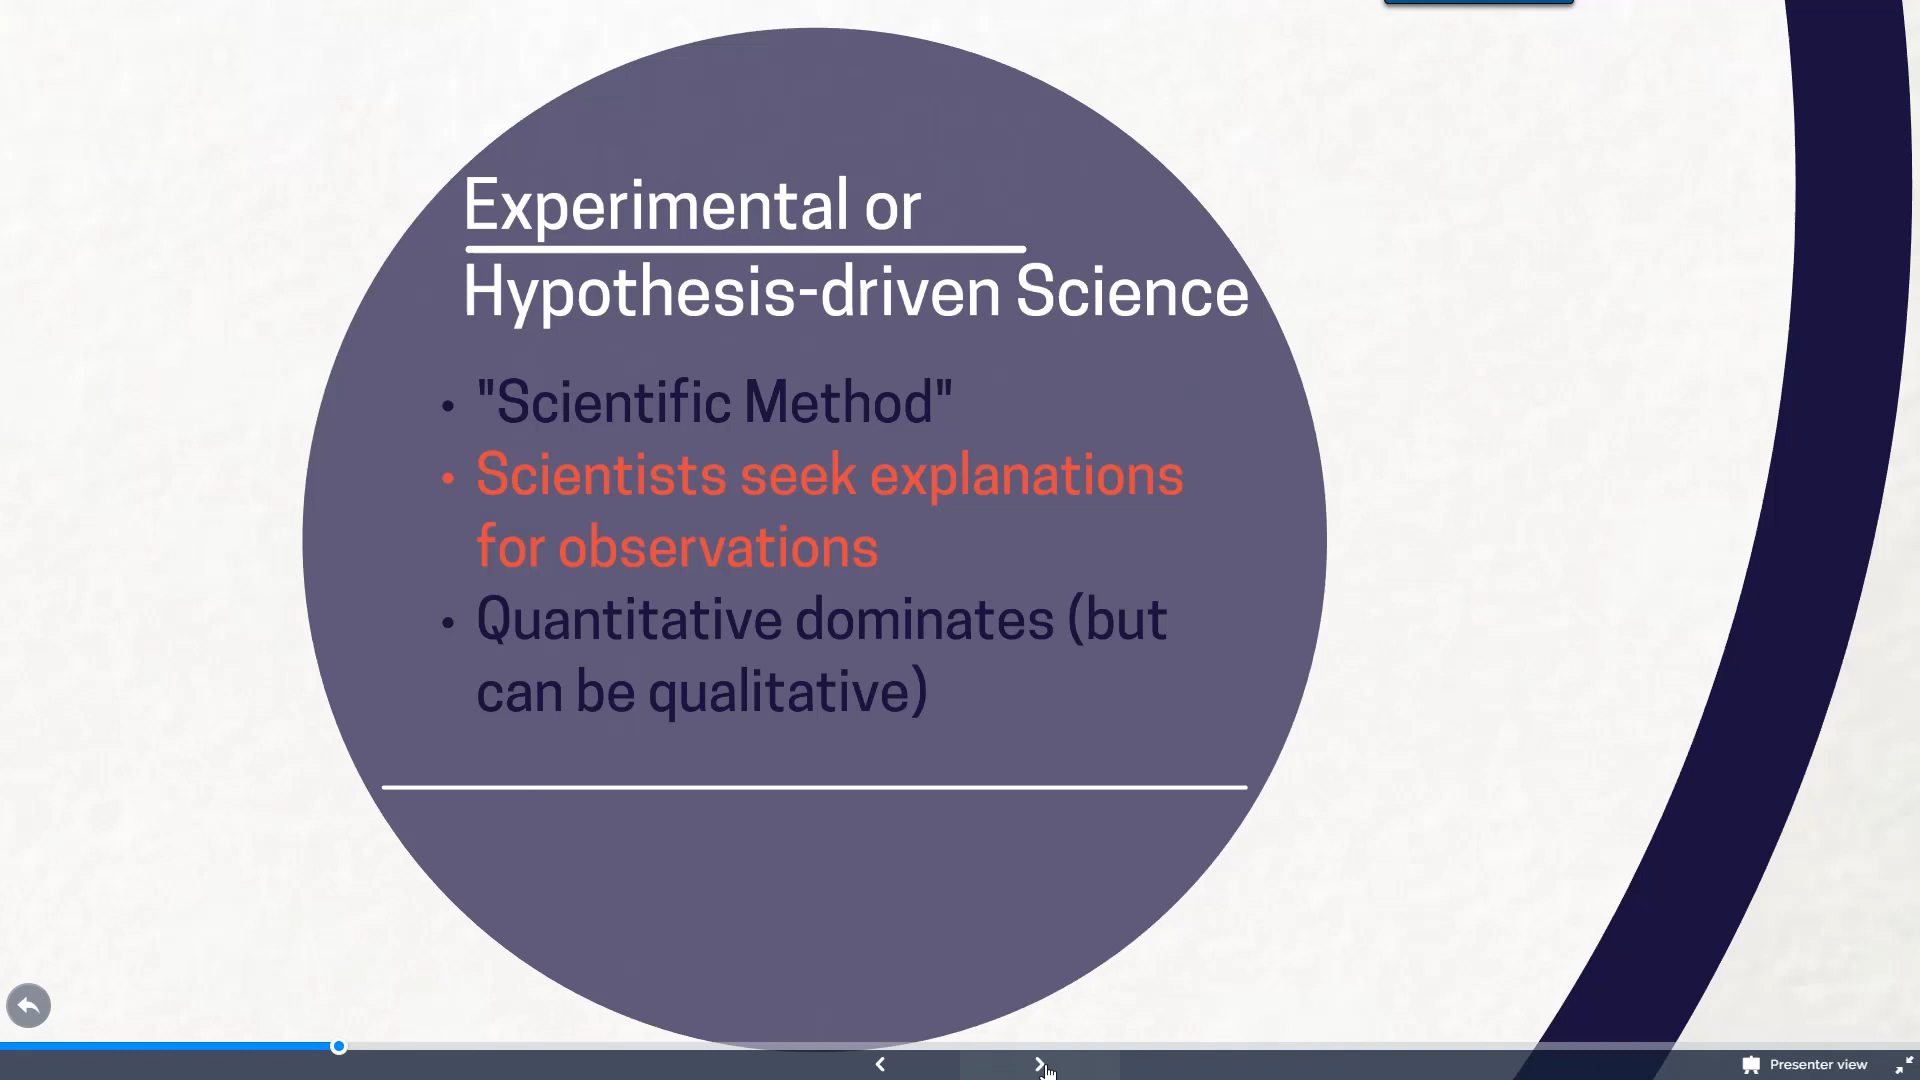 Experimental or
Hypothesis-driven Science
• "Scientific Method"
• Scientists seek explanations
for observations
• Quantitative dominates (but
can be qualitative)
Presenter view